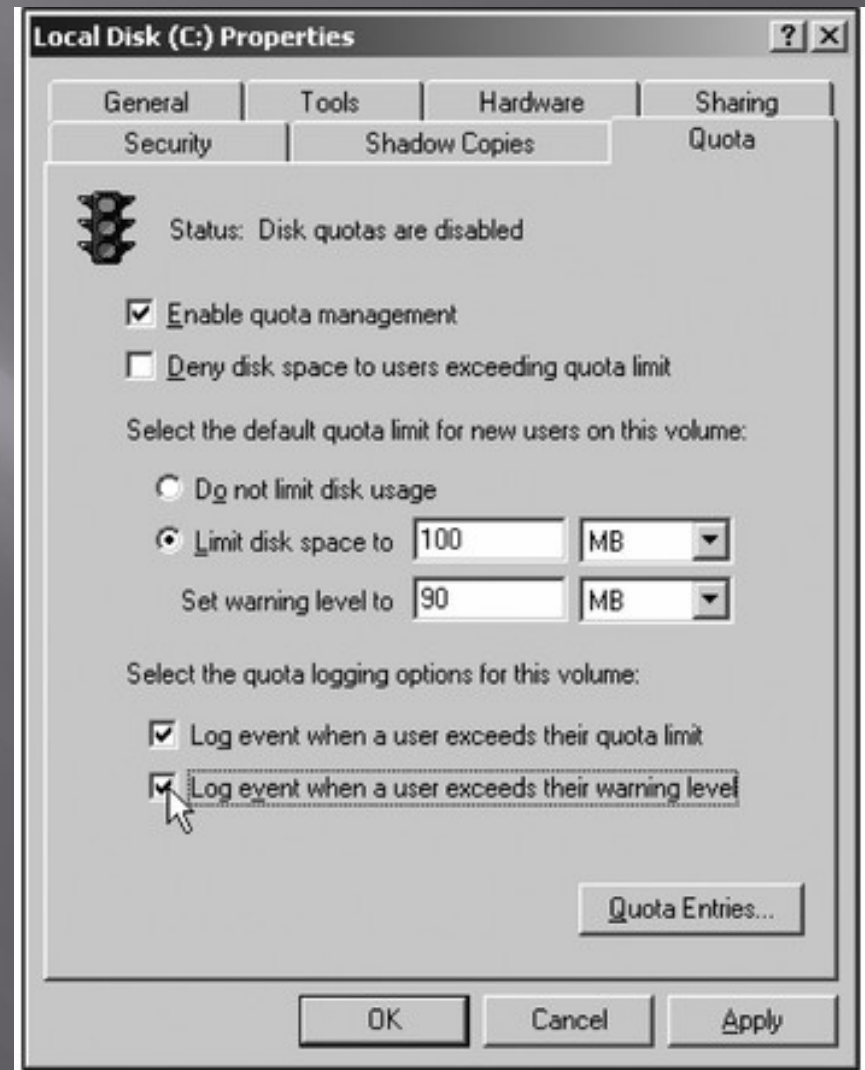 Local Disk (C:) Properties
General Tools Hardware Sharing
Security Shadow Copies Quota
Status: Disk quotas are disabled
Enable quota management
Deny disk space to users exceeding quota limit
Select the default quota limit for new users on this volume:
Do not limit disk usage
Limit disk space to 100 MB
Set warning level to 90 MB
Select the quota logging options for this volume:
Log event when a user exceeds their quota limit
Log event when a user exceeds their warning level
Quota Entries...
OK Cancel Apply